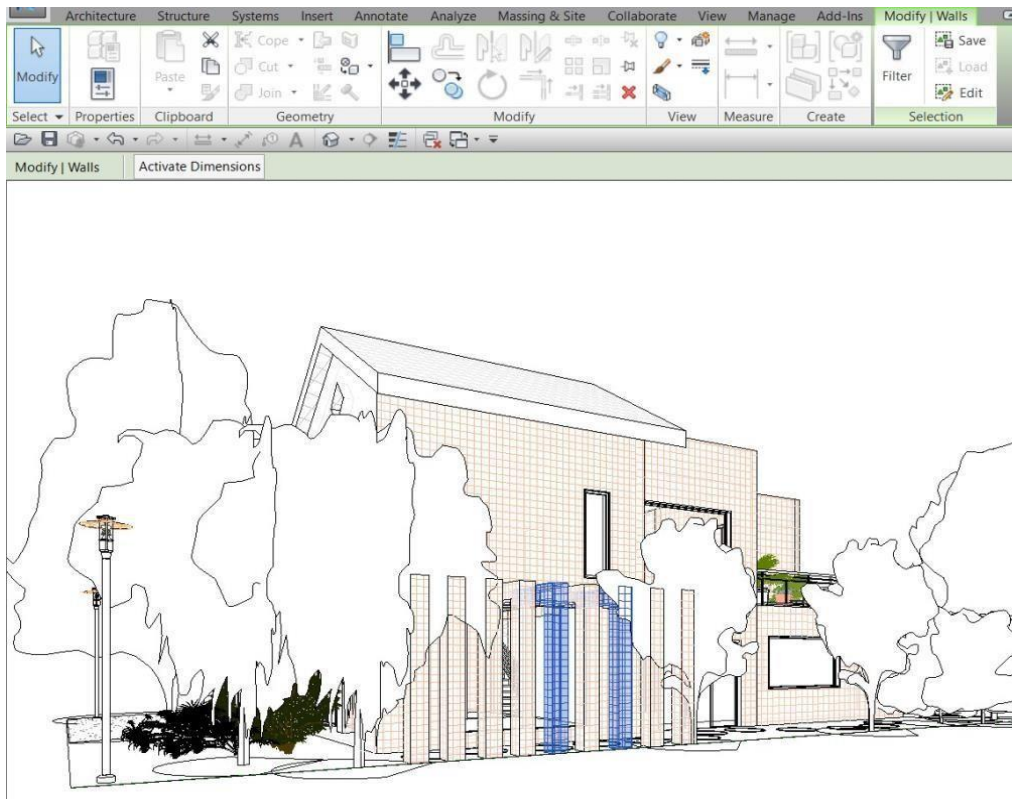 Architecture Structure Systems Insert Annotate Analyze Massing & Site Collaborate View Manage Add-Ins Modify | Walls
Modify
Paste
Cope
Cut
Join
Filter
Save
Load
Edit
Select Properties Clipboard Geometry Modify View Measure Create Selection
A
Modify | Walls Activate Dimensions